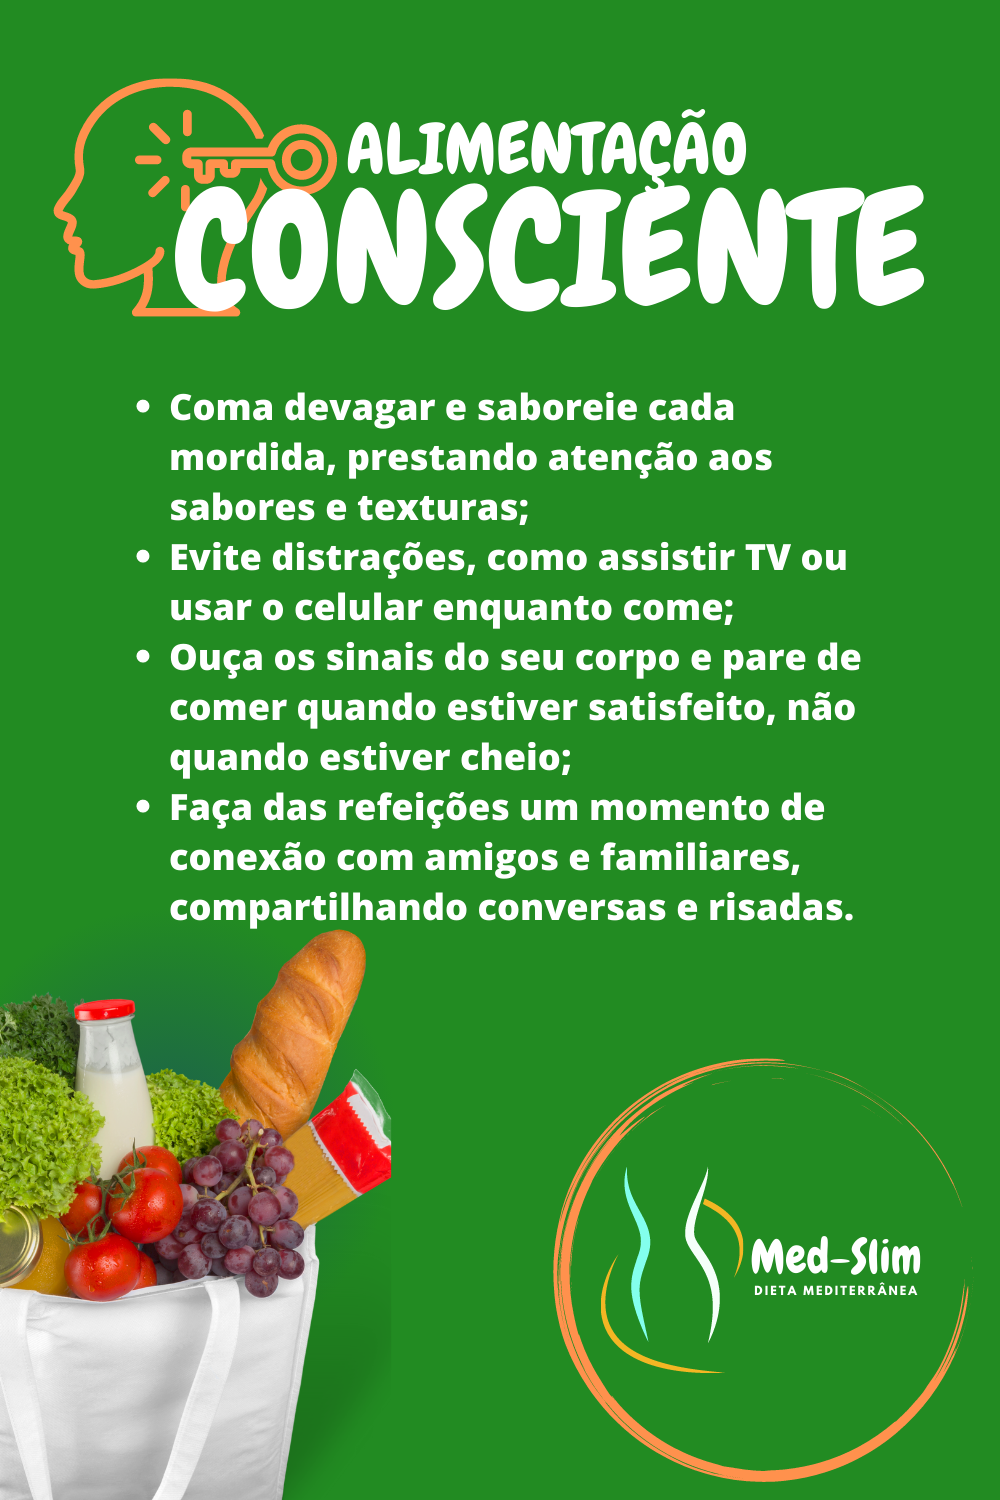 ALIMENTAÇÃO
CONSCIENTE
• Coma devagar e saboreie cada
mordida, prestando atenção aos
sabores e texturas;
• Evite distrações, como assistir TV ou
usar o celular enquanto come;
• Ouça os sinais do seu corpo e pare de
comer quando estiver satisfeito, não
quando estiver cheio;
• Faça das refeições um momento de
conexão com amigos e familiares,
compartilhando conversas e risadas.
Med-Slim
DIETA MEDITERRÂNEA